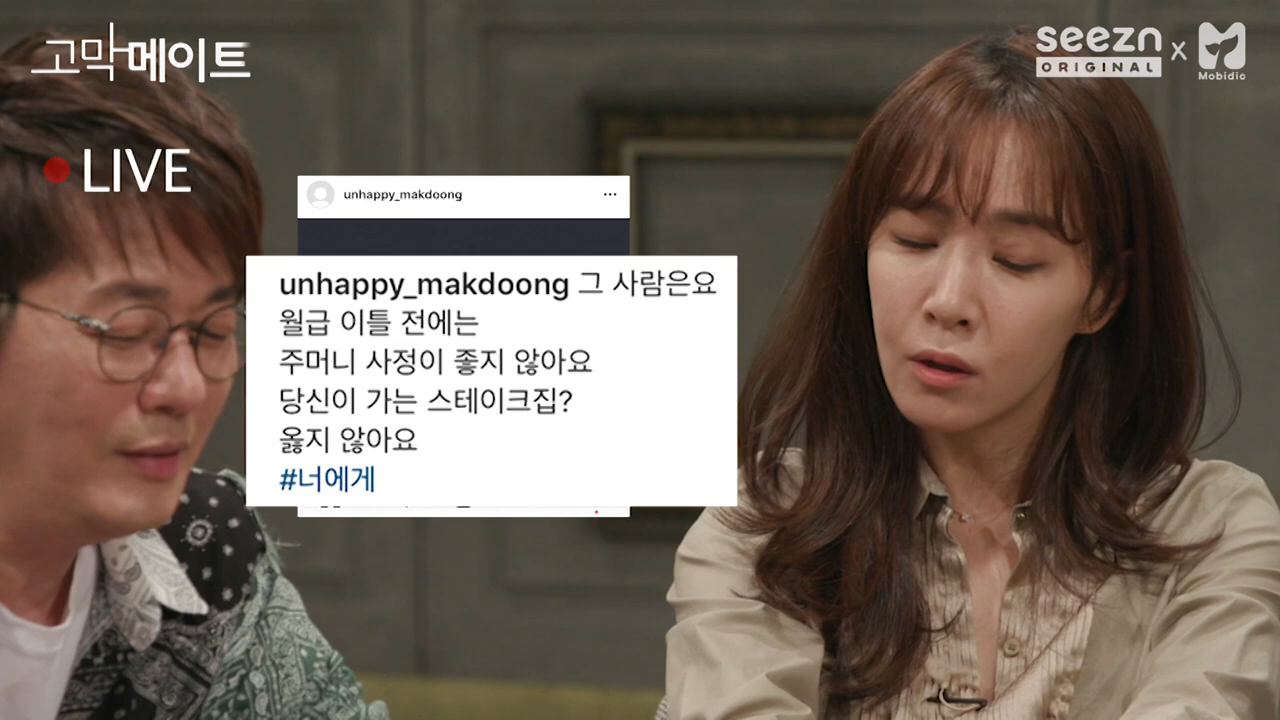 고막메이트
seezn
ORIGINAL
x
Mobidic
LIVE
unhappy_makdoong
unhappy_makdoong 그 사람은요
월급 이틀 전에는
주머니 사정이 좋지 않아요
당신이 가는 스테이크집?
옳지 않아요
#너에게